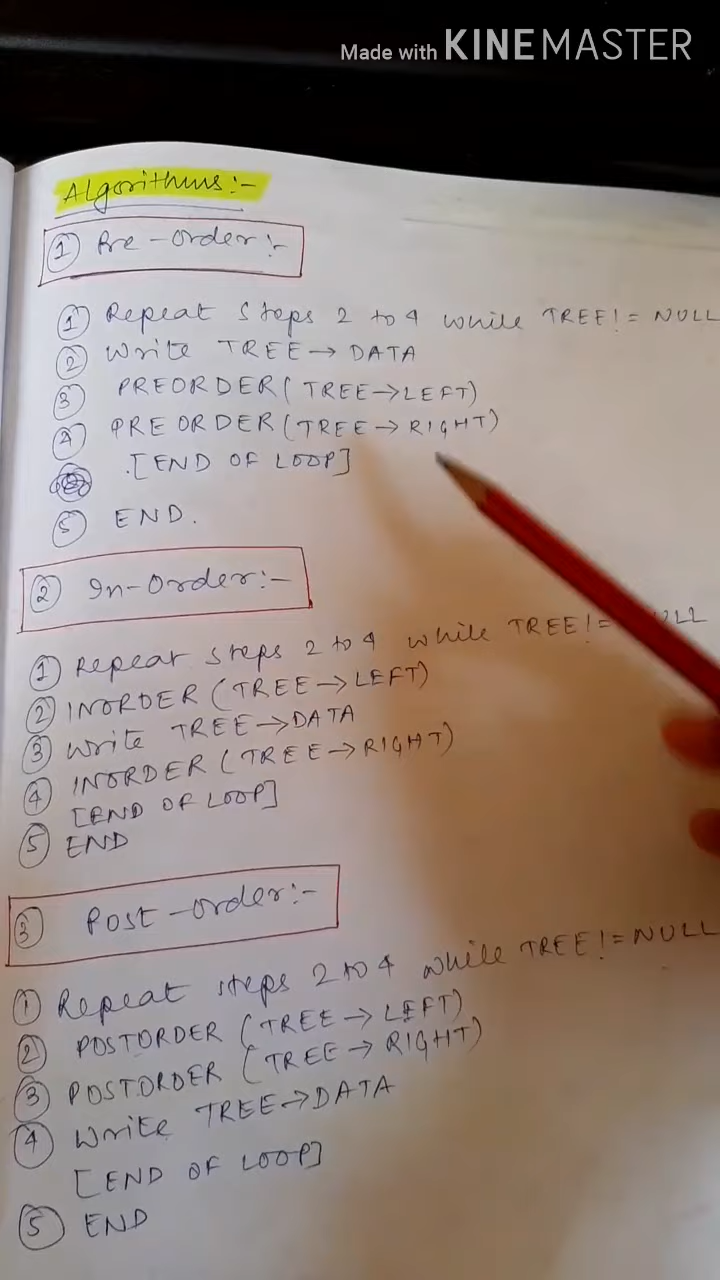 Made with KINEMASTER
Algorithms:-
① Pre-Order:-
① Repeat Steps 2 to 4 while TREE != NULL
② Write TREE→DATA
③ PREORDER(TREE→LEFT)
④ PREORDER(TREE→RIGHT)
[END OF LOOP]
⑤ END.
② In-Order:-
① Repeat steps 2 to 4 while TREE != NULL
② INORDER(TREE→LEFT)
③ Write TREE→DATA
④ INORDER(TREE→RIGHT)
[END OF LOOP]
⑤ END
③ Post-order:-
① Repeat steps 2 to 4 while TREE != NULL
② POSTORDER (TREE→LEFT)
③ POSTORDER (TREE→RIGHT)
④ Write TREE→DATA
[END OF LOOP]
⑤ END